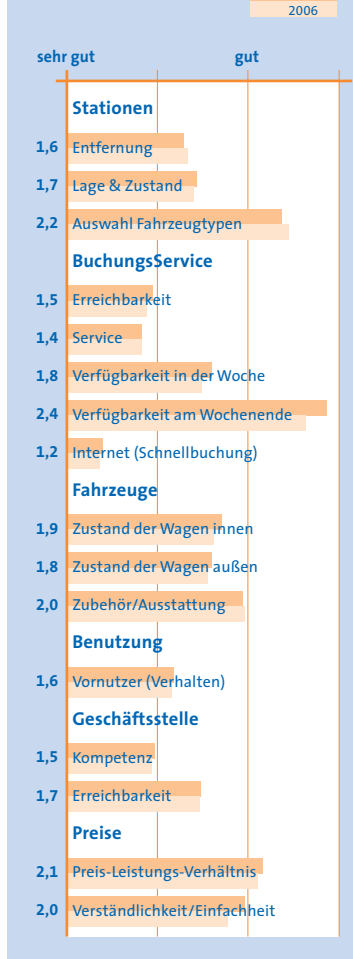 2006
sehr gut gut
Stationen
1,6 Entfernung
1,7 Lage & Zustand
2,2 Auswahl Fahrzeugtypen
BuchungsService
1,5 Erreichbarkeit
1,4 Service
1,8 Verfügbarkeit in der Woche
2,4 Verfügbarkeit am Wochenende
1,2 Internet (Schnellbuchung)
Fahrzeuge
1,9 Zustand der Wagen innen
1,8 Zustand der Wagen außen
2,0 Zubehör/Ausstattung
Benutzung
1,6 Vornutzer (Verhalten)
Geschäftsstelle
1,5 Kompetenz
1,7 Erreichbarkeit
Preise
2,1 Preis-Leistungs-Verhältnis
2,0 Verständlichkeit/Einfachheit